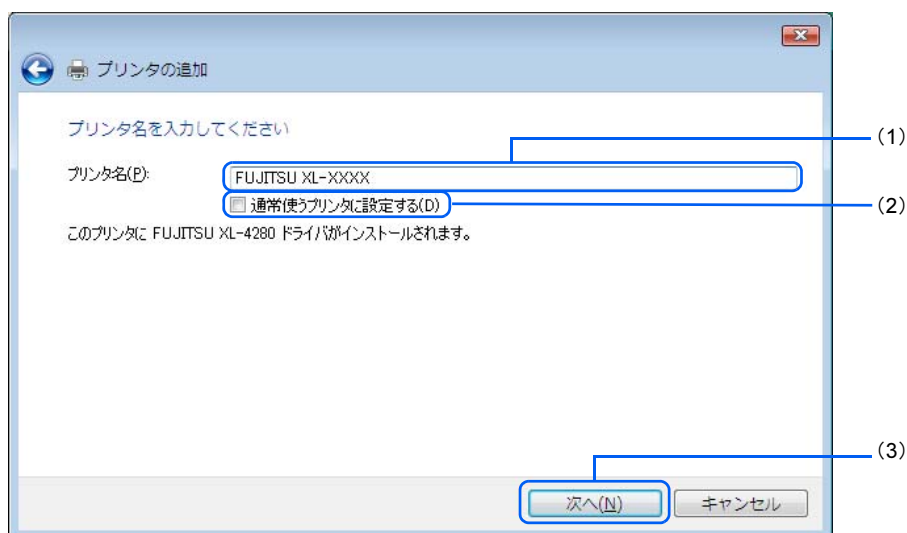 プリンタの追加
プリンタ名を入力してください
(1)
プリンタ名(P):
FUJITSU XL-XXXX
通常使うプリンタに設定する(D)
(2)
このプリンタに FUJITSU XL-4280 ドライバがインストールされます。
(3)
次へ(N)
キャンセル